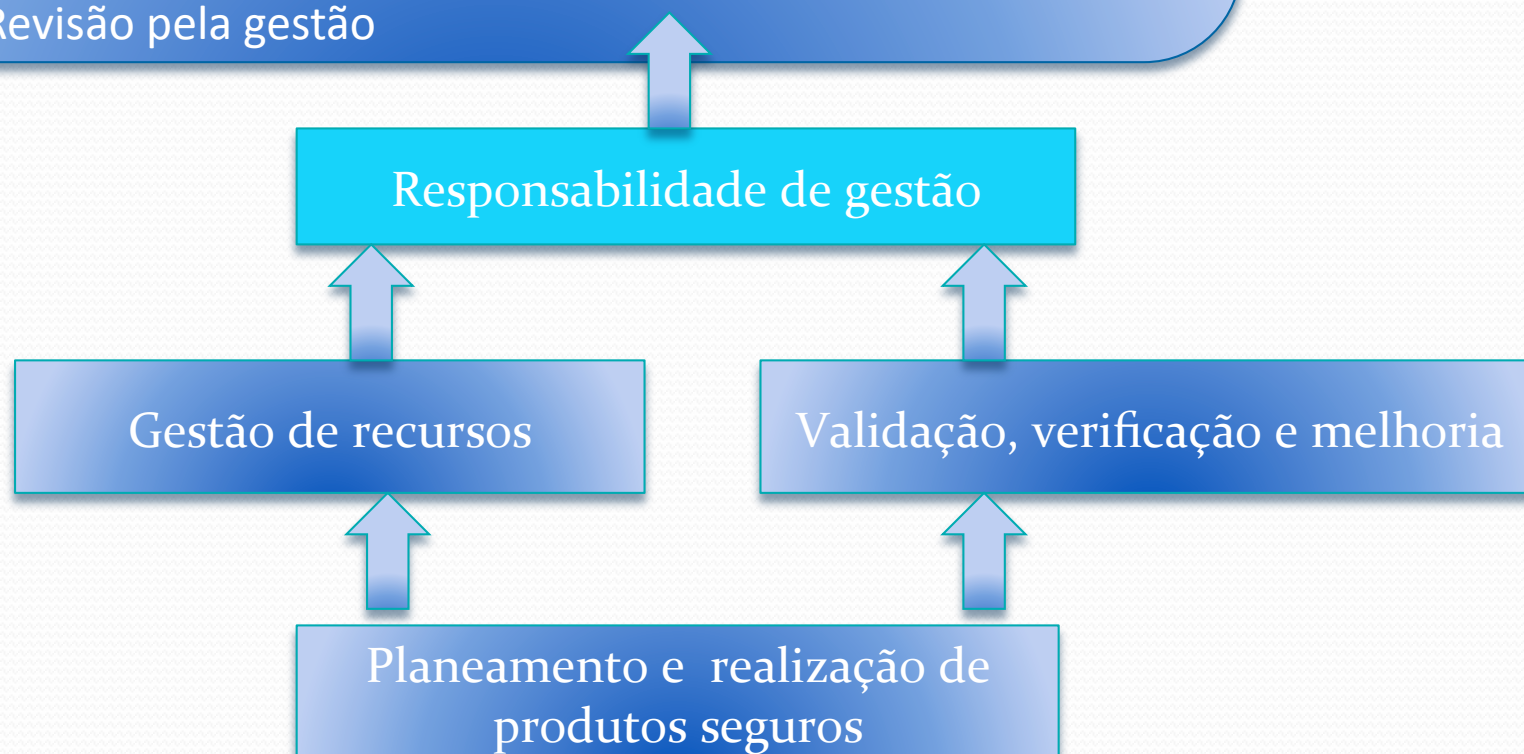 Revisão pela gestão
Responsabilidade de gestão
Gestão de recursos
Validação, verificação e melhoria
Planeamento e realização de
produtos seguros